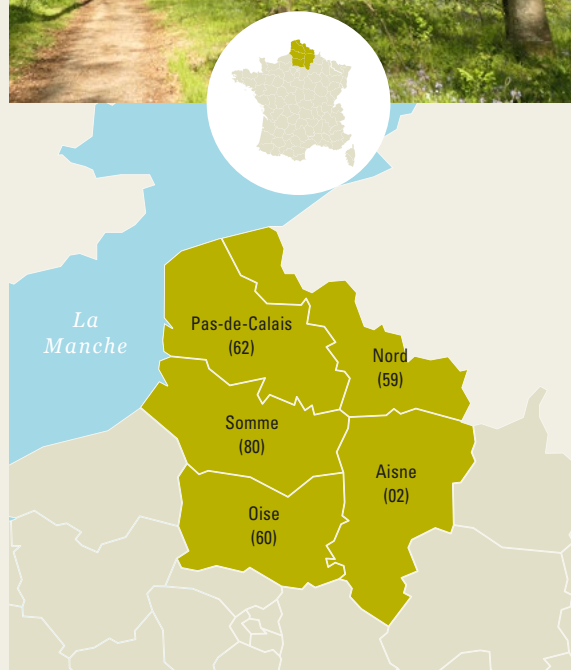 La
Manche
Pas-de-Calais
(62)
Nord
(59)
Somme
(80)
Aisne
(02)
Oise
(60)